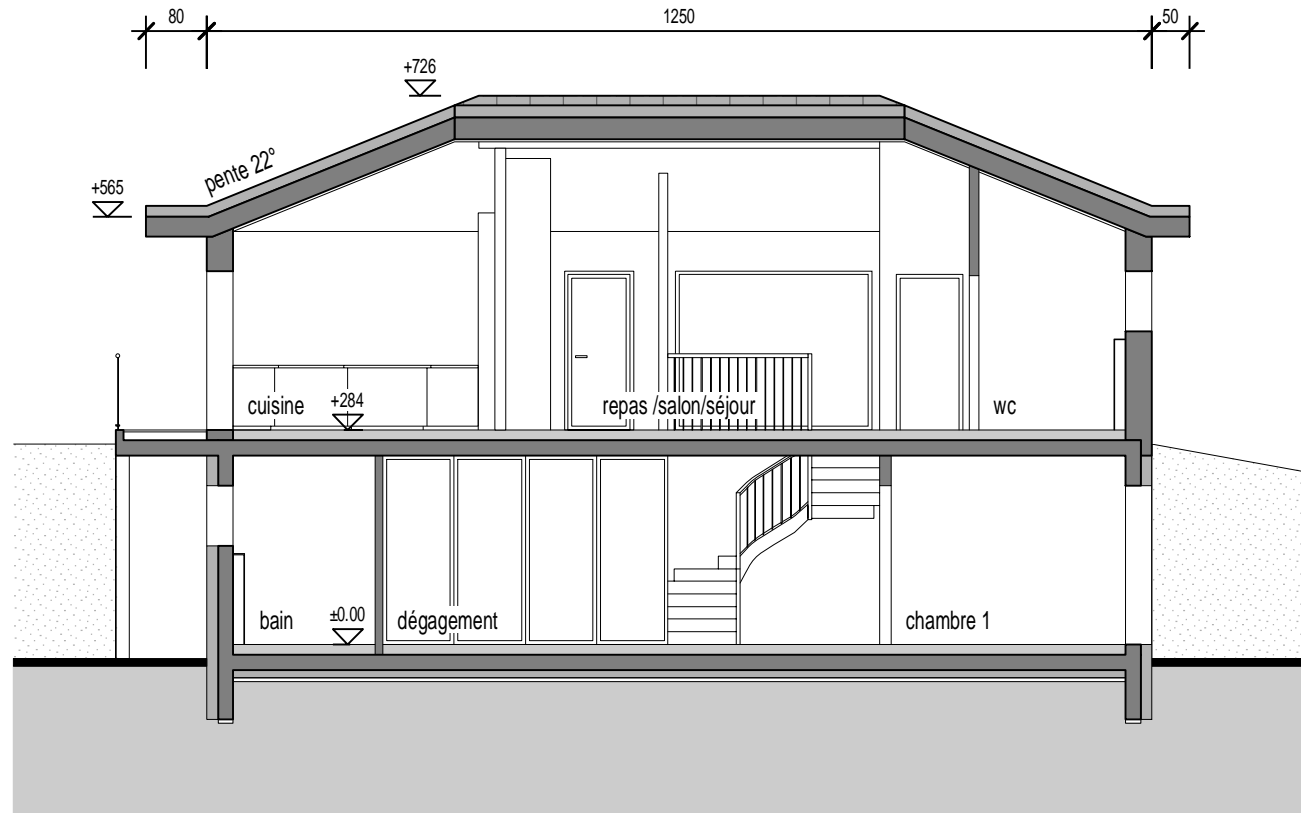 80 1250 50
+726
pente 22°
+565
cuisine +284 repas /salon/séjour wc
bain ±0.00 dégagement chambre 1